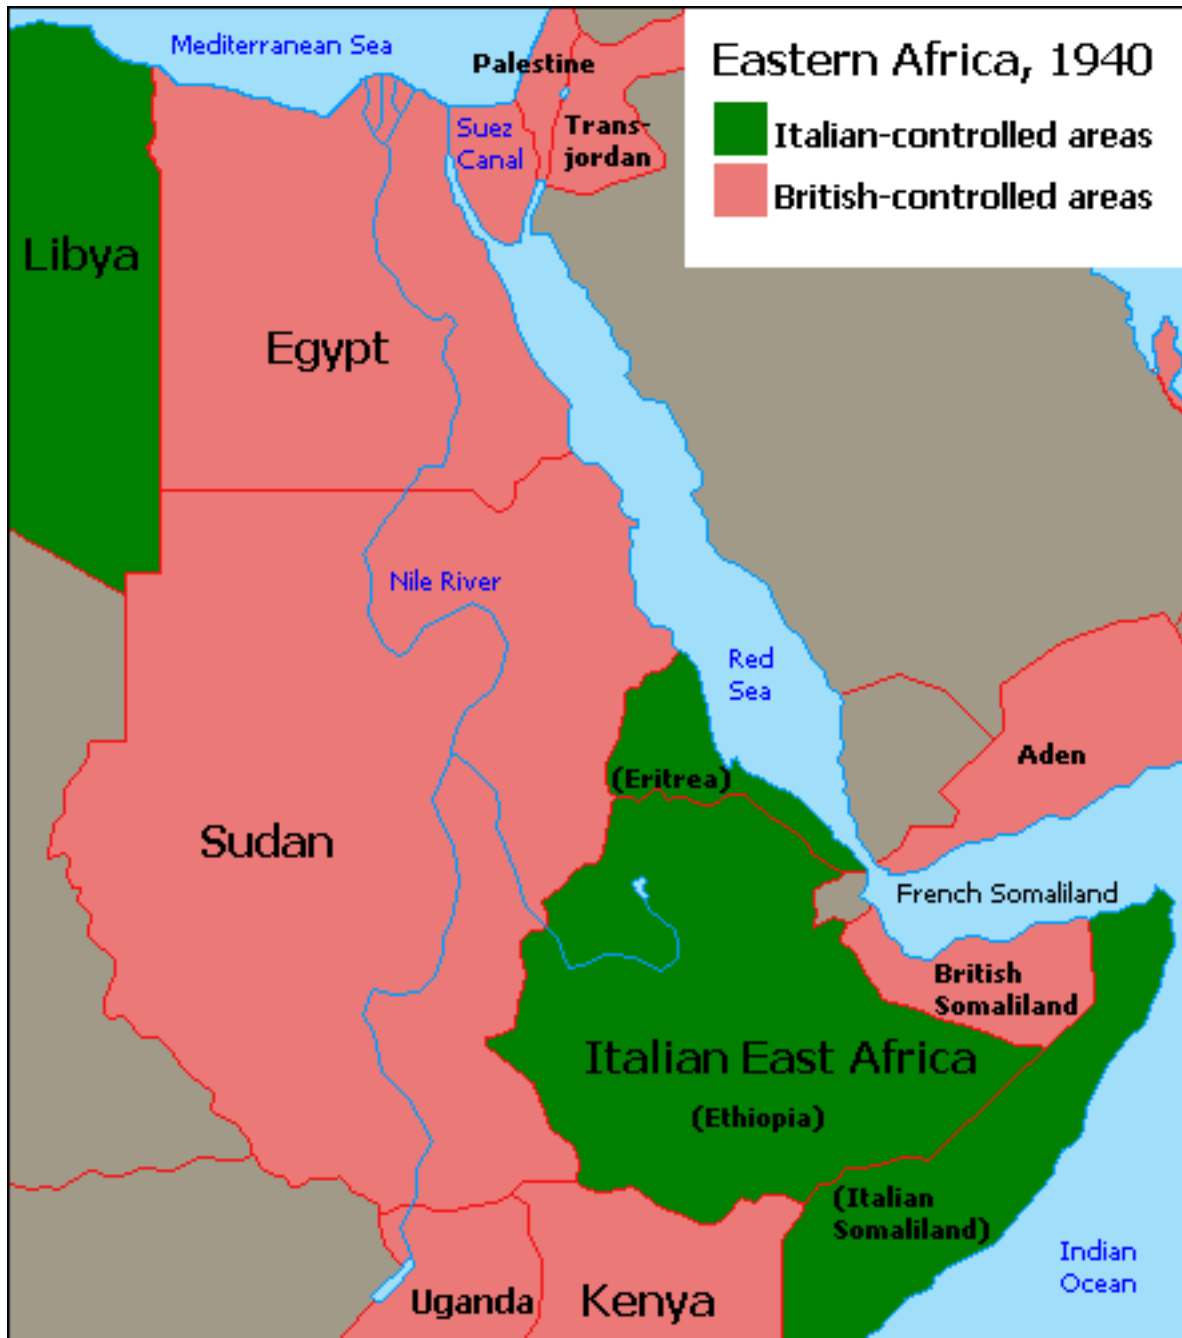 Mediterranean Sea
Palestine
Eastern Africa, 1940
Italian-controlled areas
British-controlled areas
Suez
Canal
Trans-
jordan
Libya
Egypt
Nile River
Red
Sea
Aden
(Eritrea)
Sudan
French Somaliland
British
Somaliland
Italian East Africa
(Ethiopia)
(Italian
Somaliland)
Indian
Ocean
Uganda
Kenya